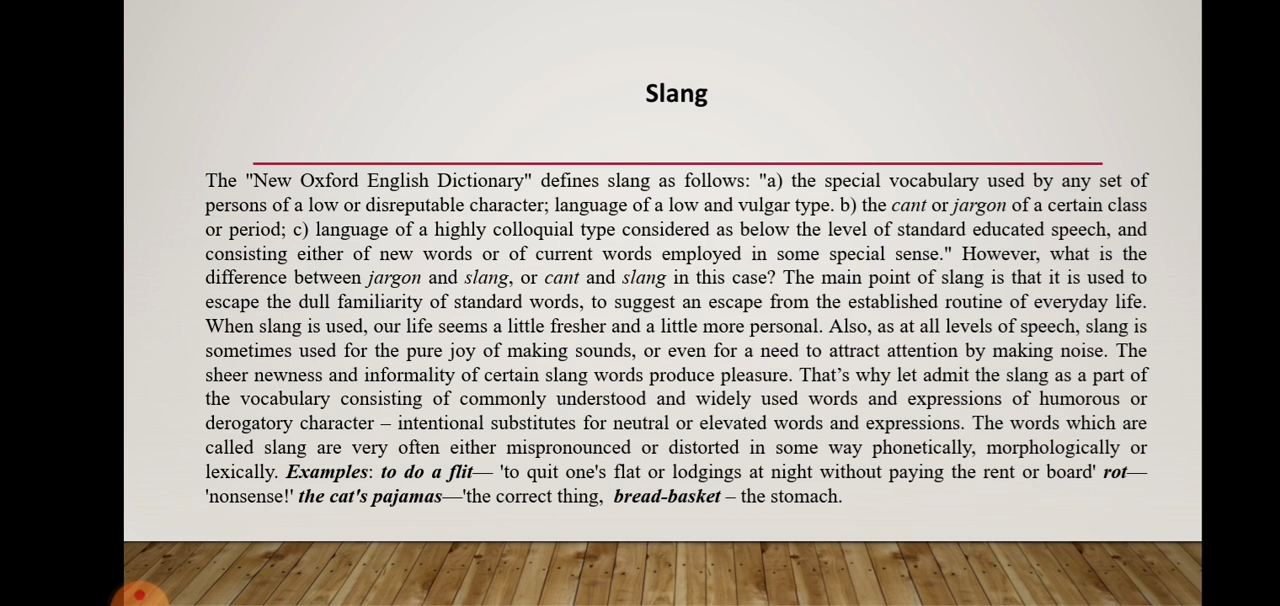 Slang
The "New Oxford English Dictionary" defines slang as follows: "a) the special vocabulary used by any set of
persons of a low or disreputable character; language of a low and vulgar type. b) the cant or jargon of a certain class
or period; c) language of a highly colloquial type considered as below the level of standard educated speech, and
consisting either of new words or of current words employed in some special sense." However, what is the
difference between jargon and slang, or cant and slang in this case? The main point of slang is that it is used to
escape the dull familiarity of standard words, to suggest an escape from the established routine of everyday life.
When slang is used, our life seems a little fresher and a little more personal. Also, as at all levels of speech, slang is
sometimes used for the pure joy of making sounds, or even for a need to attract attention by making noise. The
sheer newness and informality of certain slang words produce pleasure. That’s why let admit the slang as a part of
the vocabulary consisting of commonly understood and widely used words and expressions of humorous or
derogatory character – intentional substitutes for neutral or elevated words and expressions. The words which are
called slang are very often either mispronounced or distorted in some way phonetically, morphologically or
lexically. Examples: to do a flit— 'to quit one's flat or lodgings at night without paying the rent or board' rot—
'nonsense!' the cat's pajamas—'the correct thing, bread-basket – the stomach.